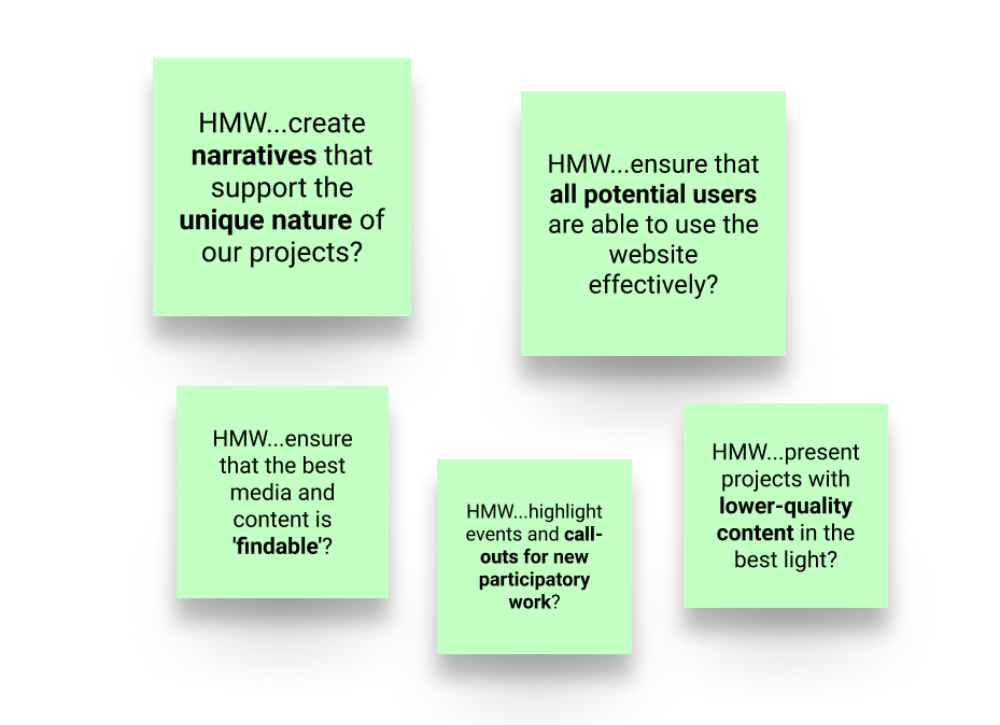 HMW...create
narratives that
support the
unique nature of
our projects?
HMW...ensure that
all potential users
are able to use the
website
effectively?
HMW...ensure
that the best
media and
content is
'findable'?
HMW...highlight
events and call-
outs for new
participatory
work?
HMW...present
projects with
lower-quality
content in the
best light?